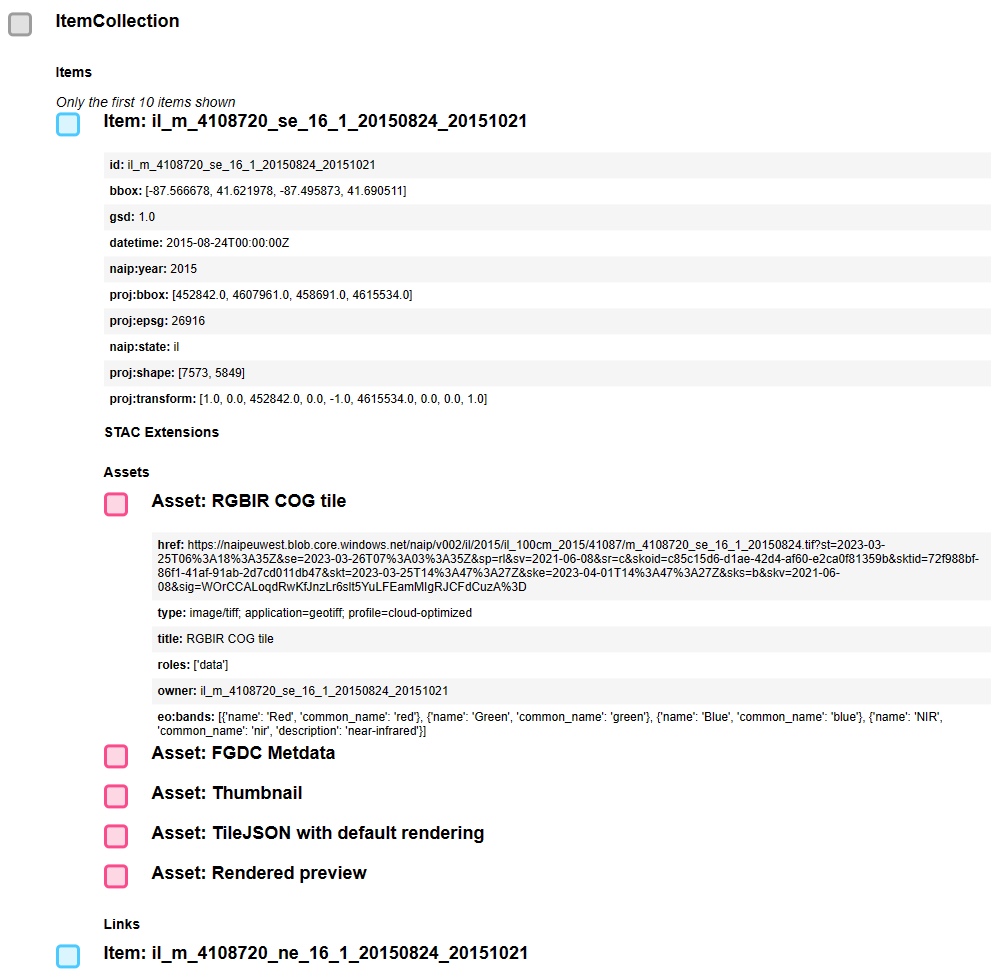 ItemCollection
Items
Only the first 10 items shown
Item: il_m_4108720_se_16_1_20150824_20151021
id: il_m_4108720_se_16_1_20150824_20151021
bbox: [-87.566678, 41.621978, -87.495873, 41.690511]
gsd: 1.0
datetime: 2015-08-24T00:00:00Z
naip:year: 2015
proj:bbox: [452842.0, 4607961.0, 458691.0, 4615534.0]
proj:epsg: 26916
naip:state: il
proj:shape: [7573, 5849]
proj:transform: [1.0, 0.0, 452842.0, 0.0, -1.0, 4615534.0, 0.0, 0.0, 1.0]
STAC Extensions
Assets
Asset: RGBIR COG tile
href: https://naipeuwest.blob.core.windows.net/naip/v002/il/2015/il_100cm_2015/41087/m_4108720_se_16_1_20150824.tif?st=2023-03-
25T06%3A18%3A35Z&se=2023-03-26T07%3A03%3A35Z&sp=rl&sv=2021-06-08&sr=c&skoid=c85c15d6-d1ae-42d4-af60-e2ca0f81359b&sktid=72f988bf-
86f1-41af-91ab-2d7cd011db47&skt=2023-03-25T14%3A47%3A27Z&ske=2023-04-01T14%3A47%3A27Z&sks=b&skv=2021-06-
08&sig=WOrCCALoqdRwKfJnzLr6slt5YuLFEamMIgRJCFdCuzA%3D
type: image/tiff; application=geotiff; profile=cloud-optimized
title: RGBIR COG tile
roles: ['data']
owner: il_m_4108720_se_16_1_20150824_20151021
eo:bands: [{'name': 'Red', 'common_name': 'red'}, {'name': 'Green', 'common_name': 'green'}, {'name': 'Blue', 'common_name': 'blue'}, {'name': 'NIR',
'common_name': 'nir', 'description': 'near-infrared'}]
Asset: FGDC Metdata
Asset: Thumbnail
Asset: TileJSON with default rendering
Asset: Rendered preview
Links
Item: il_m_4108720_ne_16_1_20150824_20151021